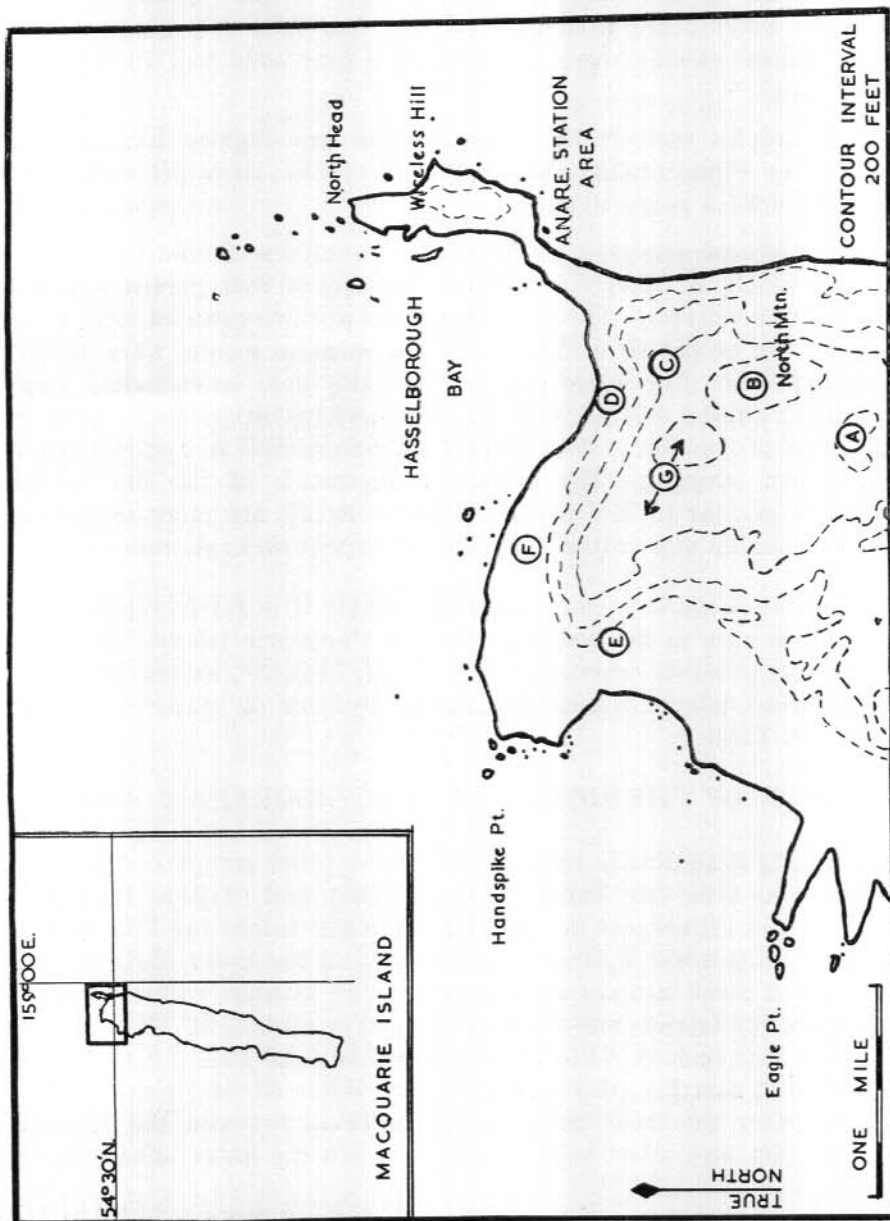 159°00'E.
54°30'N.
MACQUARIE ISLAND
North Head
Wireless Hill
HASSELBOROUGH
BAY
ANARE STATION
AREA
Handspike Pt.
F
D
E
G
C
B
North Mtn.
A
Eagle Pt.
TRUE
NORTH
ONE MILE
CONTOUR INTERVAL
200 FEET